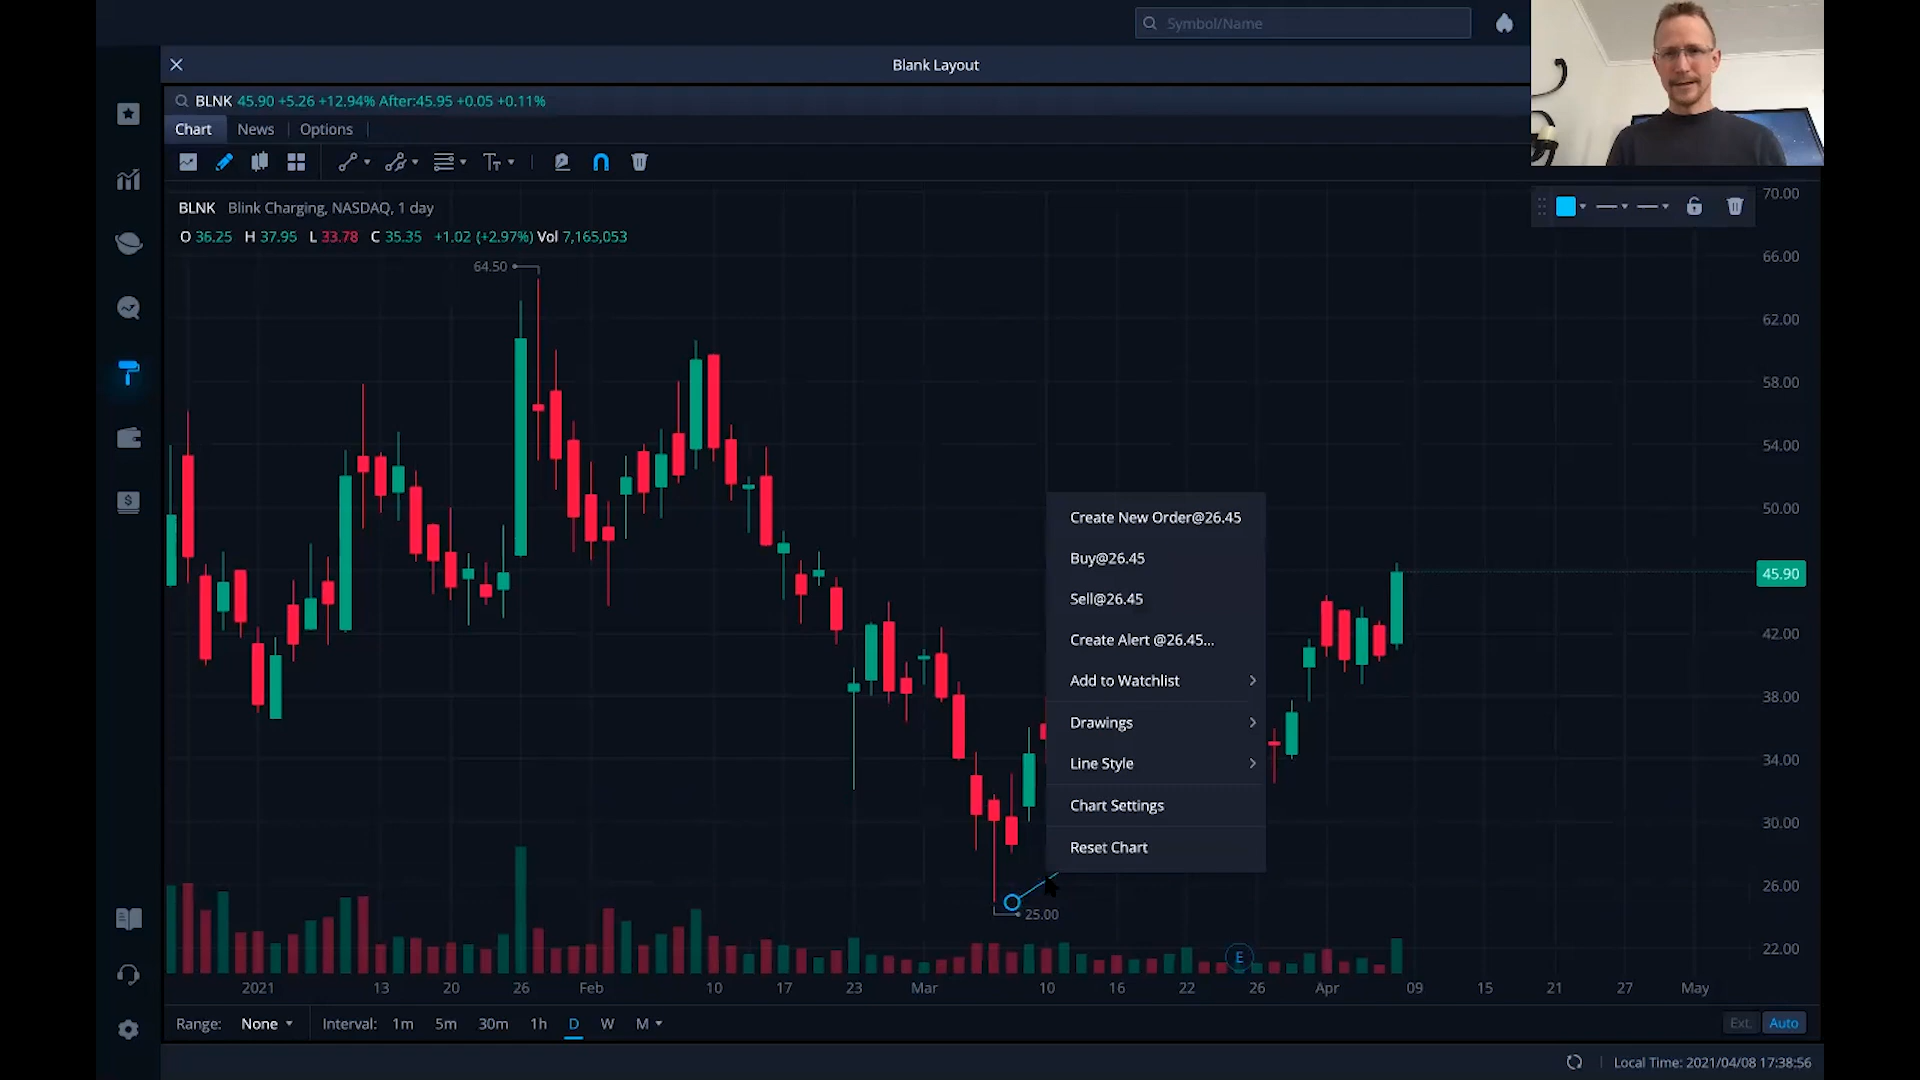 Symbol/Name
Blank Layout
BLNK 45.90 +5.26 +12.94% After:45.95 +0.05 +0.11%
Chart News Options
BLNK Blink Charging, NASDAQ, 1 day
O 36.25 H 37.95 L 33.78 C 35.35 +1.02 (+2.97%) Vol 7,165,053
64.50
70.00
66.00
62.00
58.00
54.00
50.00
45.90
42.00
38.00
34.00
30.00
26.00
22.00
Create New Order@26.45
Buy@26.45
Sell@26.45
Create Alert @26.45...
Add to Watchlist
Drawings
Line Style
Chart Settings
Reset Chart
25.00
E
2021 13 20 26 Feb 10 17 23 Mar 10 16 22 26 Apr 09 15 21 27 May
Range: None Interval: 1m 5m 30m 1h D W M Ext. Auto
Local Time: 2021/04/08 17:38:56